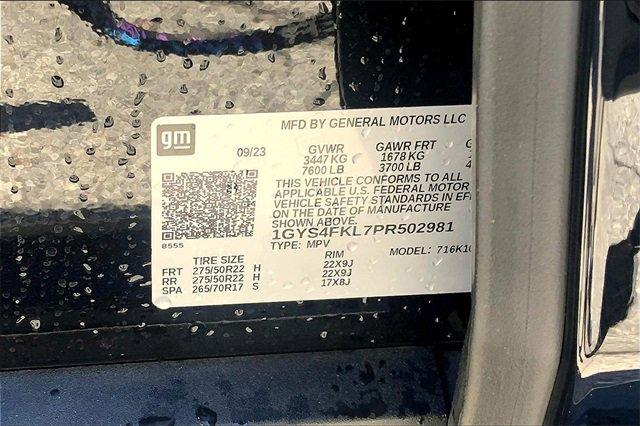 gm
MFD BY GENERAL MOTORS LLC
09/23 GVWR GAWR FRT
3447 KG 1678 KG
7600 LB 3700 LB
THIS VEHICLE CONFORMS TO ALL
APPLICABLE U.S. FEDERAL MOTOR
VEHICLE SAFETY STANDARDS IN EF
ON THE DATE OF MANUFACTURE
SHOWN ABOVE.
1GYS4FKL7PR502981
8555
TYPE: MPV MODEL: 716K10
TIRE SIZE RIM
FRT 275/50R22 H 22X9J
RR 275/50R22 H 22X9J
SPA 265/70R17 S 17X8J